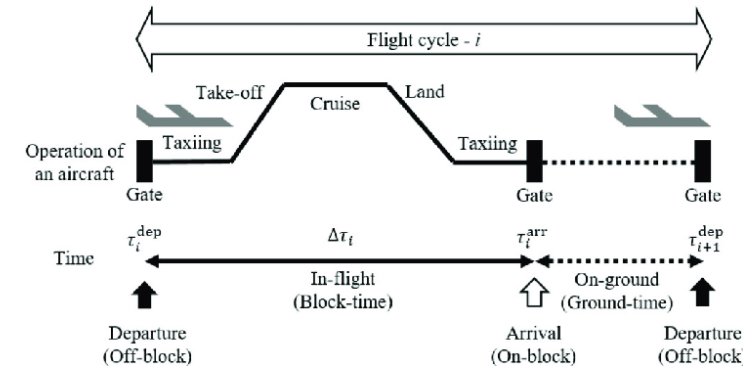 Flight cycle - i
Take-off
Land
Cruise
Operation of
an aircraft
Taxiing
Taxiing
Gate
Gate
Gate
τ_i^dep
Δτ_i
τ_i^arr
τ_{i+1}^dep
Time
In-flight
(Block-time)
On-ground
(Ground-time)
Departure
(Off-block)
Arrival
(On-block)
Departure
(Off-block